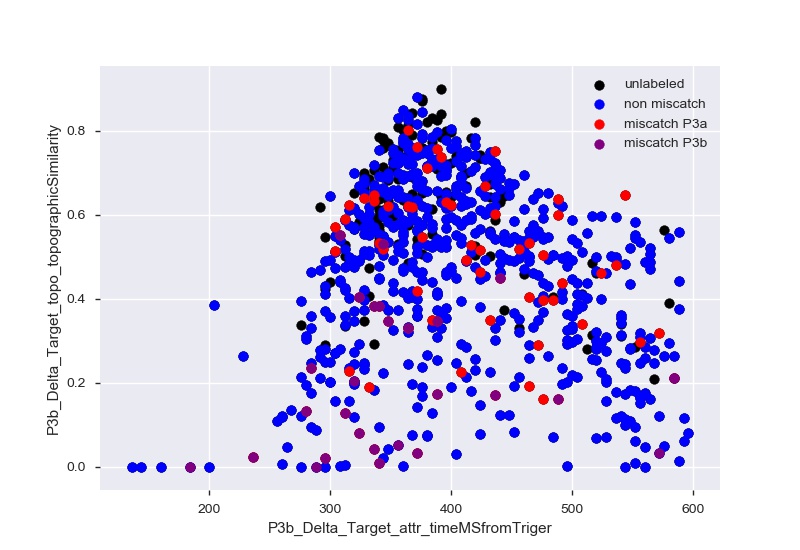 unlabeled
non miscatch
miscatch P3a
miscatch P3b
0.8
0.6
0.4
0.2
0.0
P3b_Delta_Target_topo_topographicSimilarity
200 300 400 500 600
P3b_Delta_Target_attr_timeMSfromTriger